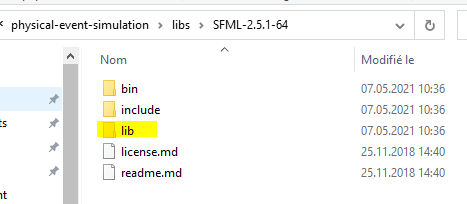 physical-event-simulation > libs > SFML-2.5.1-64
Nom
Modifié le
bin 07.05.2021 10:36
include 07.05.2021 10:36
lib 07.05.2021 10:36
license.md 25.11.2018 14:40
readme.md 25.11.2018 14:40